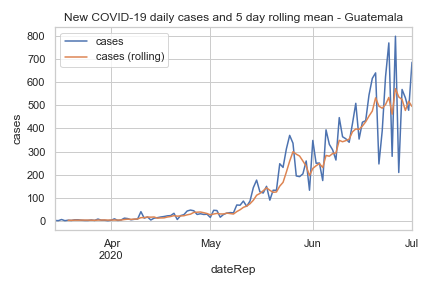 New COVID-19 daily cases and 5 day rolling mean - Guatemala
cases
cases (rolling)
800
700
600
500
400
300
200
100
0
cases
Apr
2020
May
Jun
Jul
dateRep